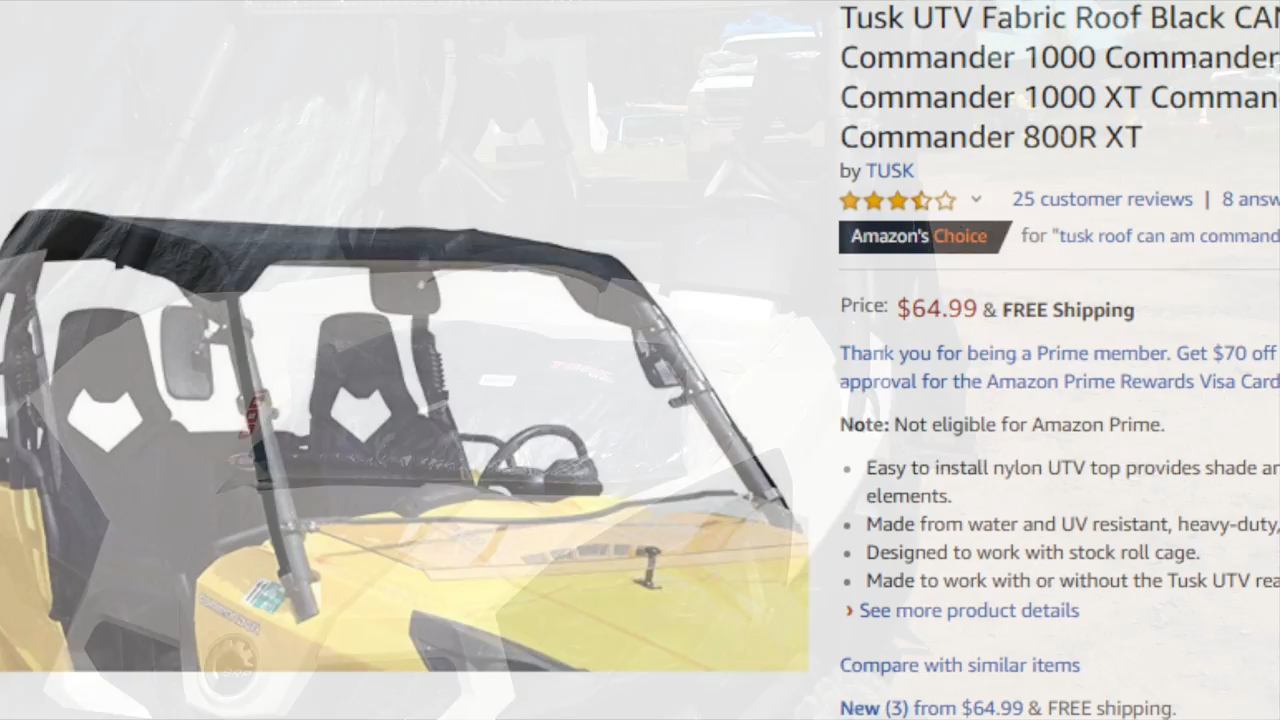 Tusk UTV Fabric Roof Black CAN
Commander 1000 Commander
Commander 1000 XT Comman
Commander 800R XT
by TUSK
25 customer reviews | 8 answ
Amazon's Choice for "tusk roof can am command
Price: $64.99 & FREE Shipping
Thank you for being a Prime member. Get $70 off
approval for the Amazon Prime Rewards Visa Card
Note: Not eligible for Amazon Prime.
Easy to install nylon UTV top provides shade an
elements.
Made from water and UV resistant, heavy-duty,
Designed to work with stock roll cage.
Made to work with or without the Tusk UTV rea
See more product details
Compare with similar items
New (3) from $64.99 & FREE shipping.